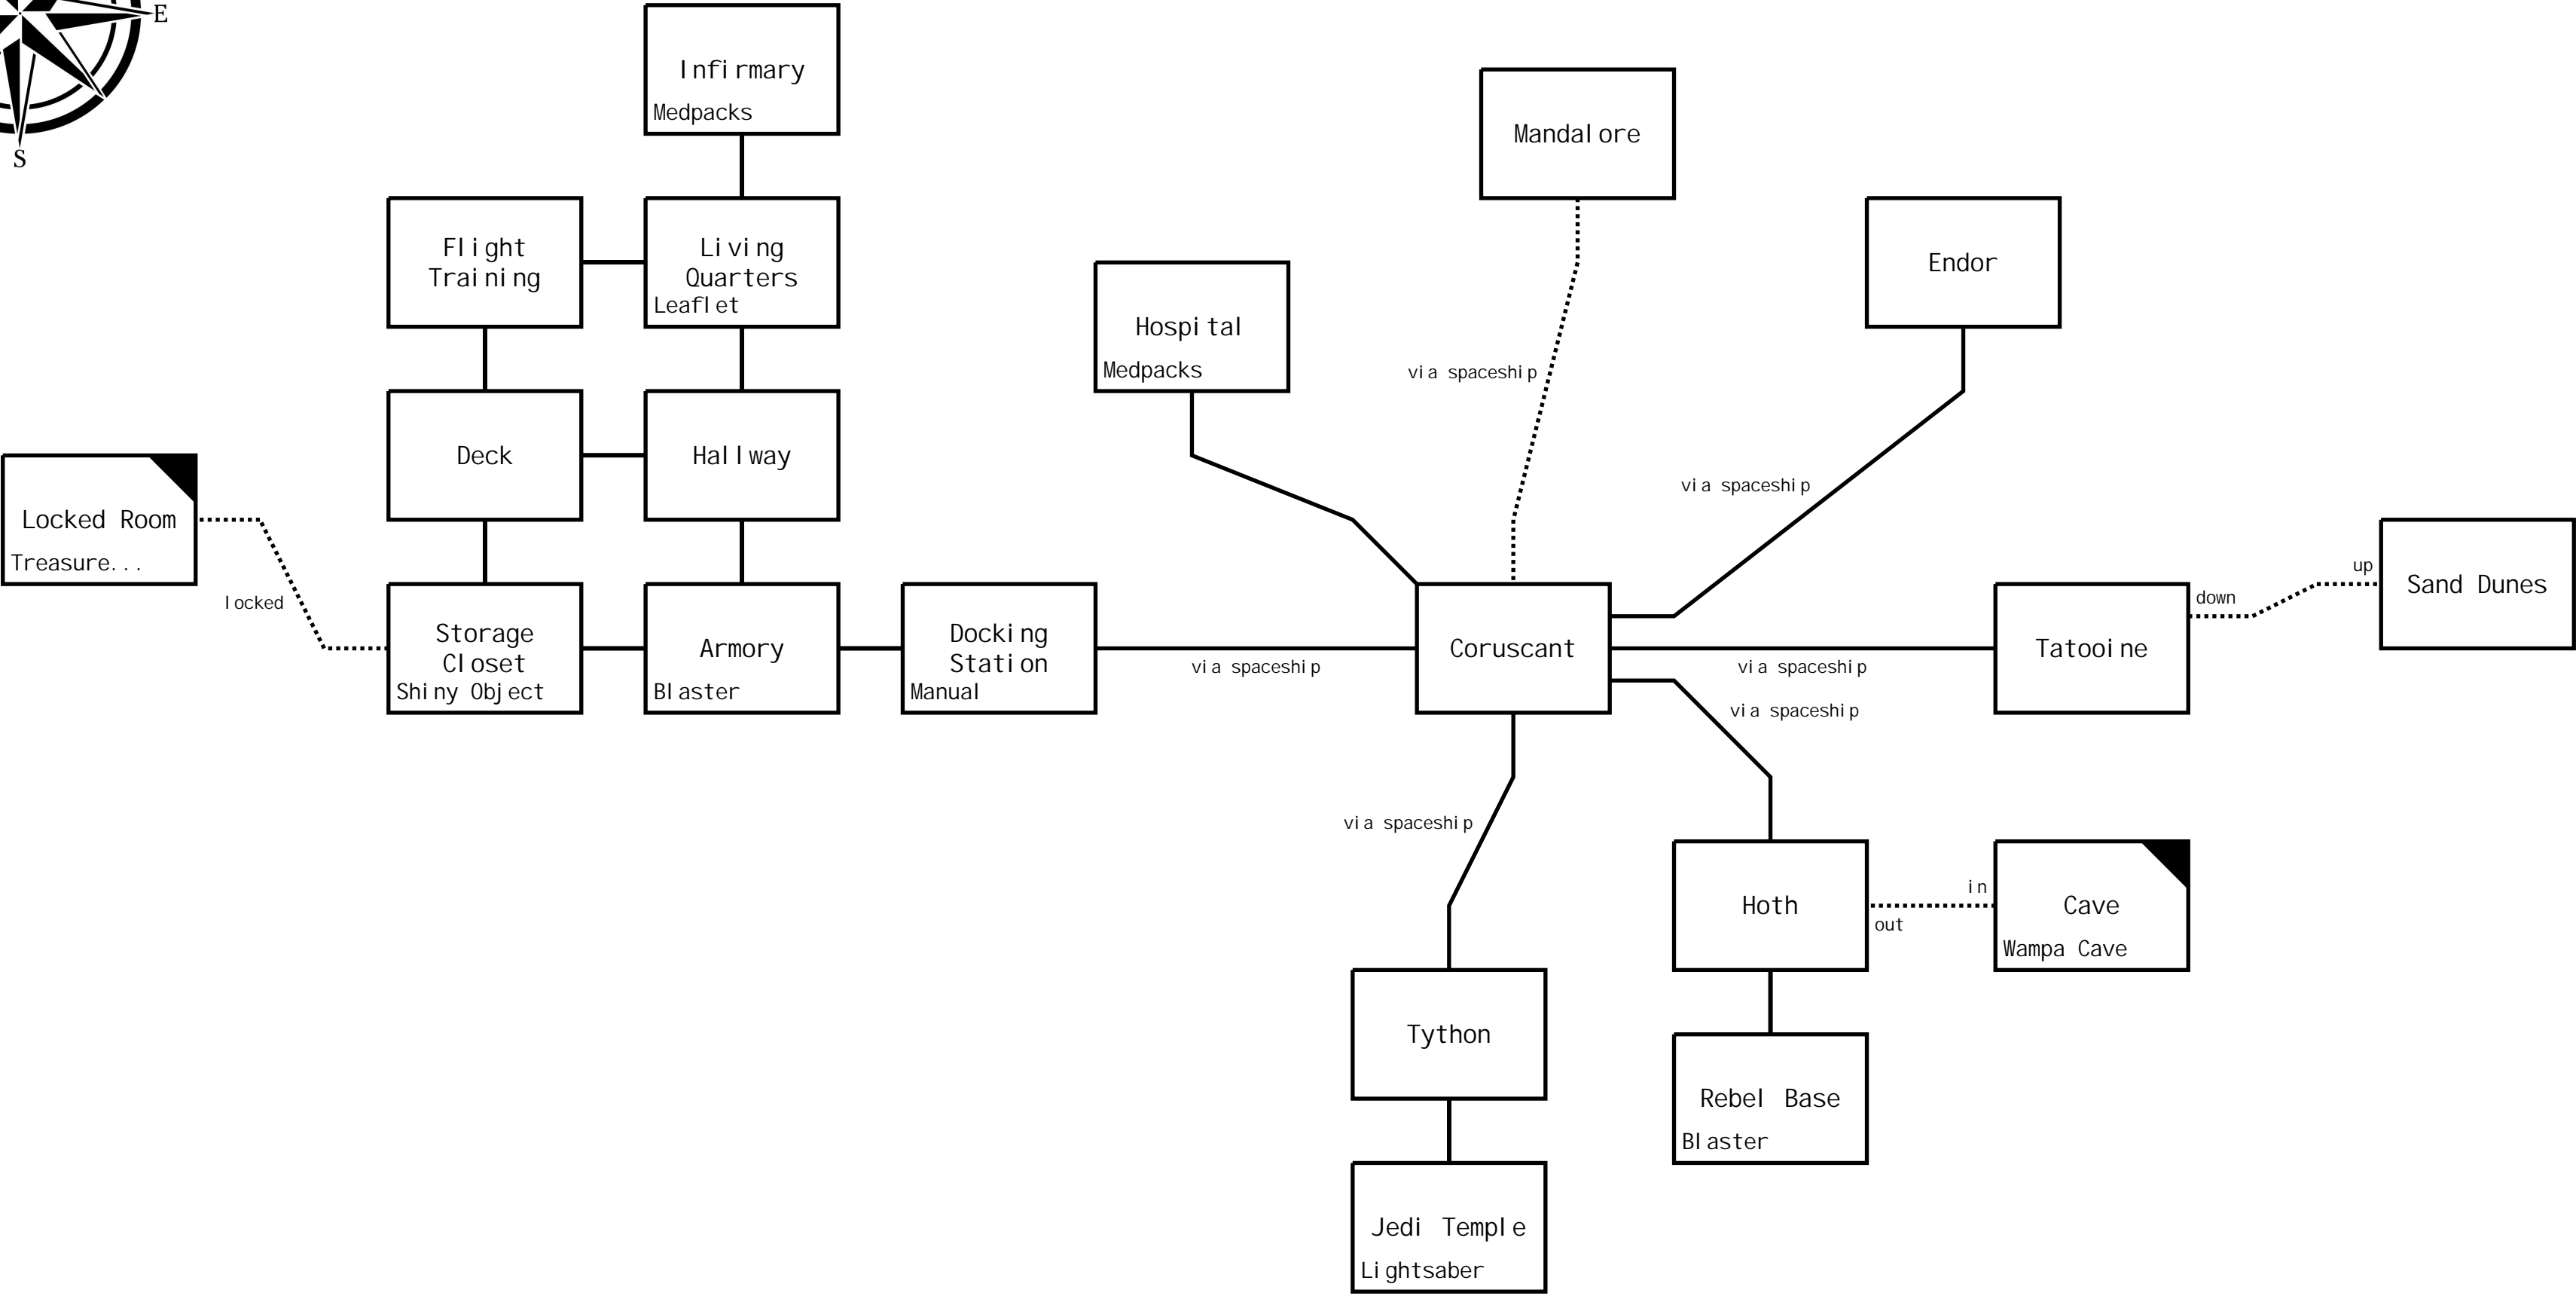 E
S
Infirmary
Medpacks
Mandalore
Flight
Training
Living
Quarters
Leaflet
Endor
Hospital
Medpacks
via spaceship
Deck
Hallway
via spaceship
Locked Room
Treasure...
locked
Storage
Closet
Shiny Object
Armory
Blaster
Docking
Station
Manual
via spaceship
Coruscant
via spaceship
via spaceship
Tatooine
down
up
Sand Dunes
via spaceship
Hoth
in
out
Cave
Wampa Cave
Tython
Rebel Base
Blaster
Jedi Temple
Lightsaber